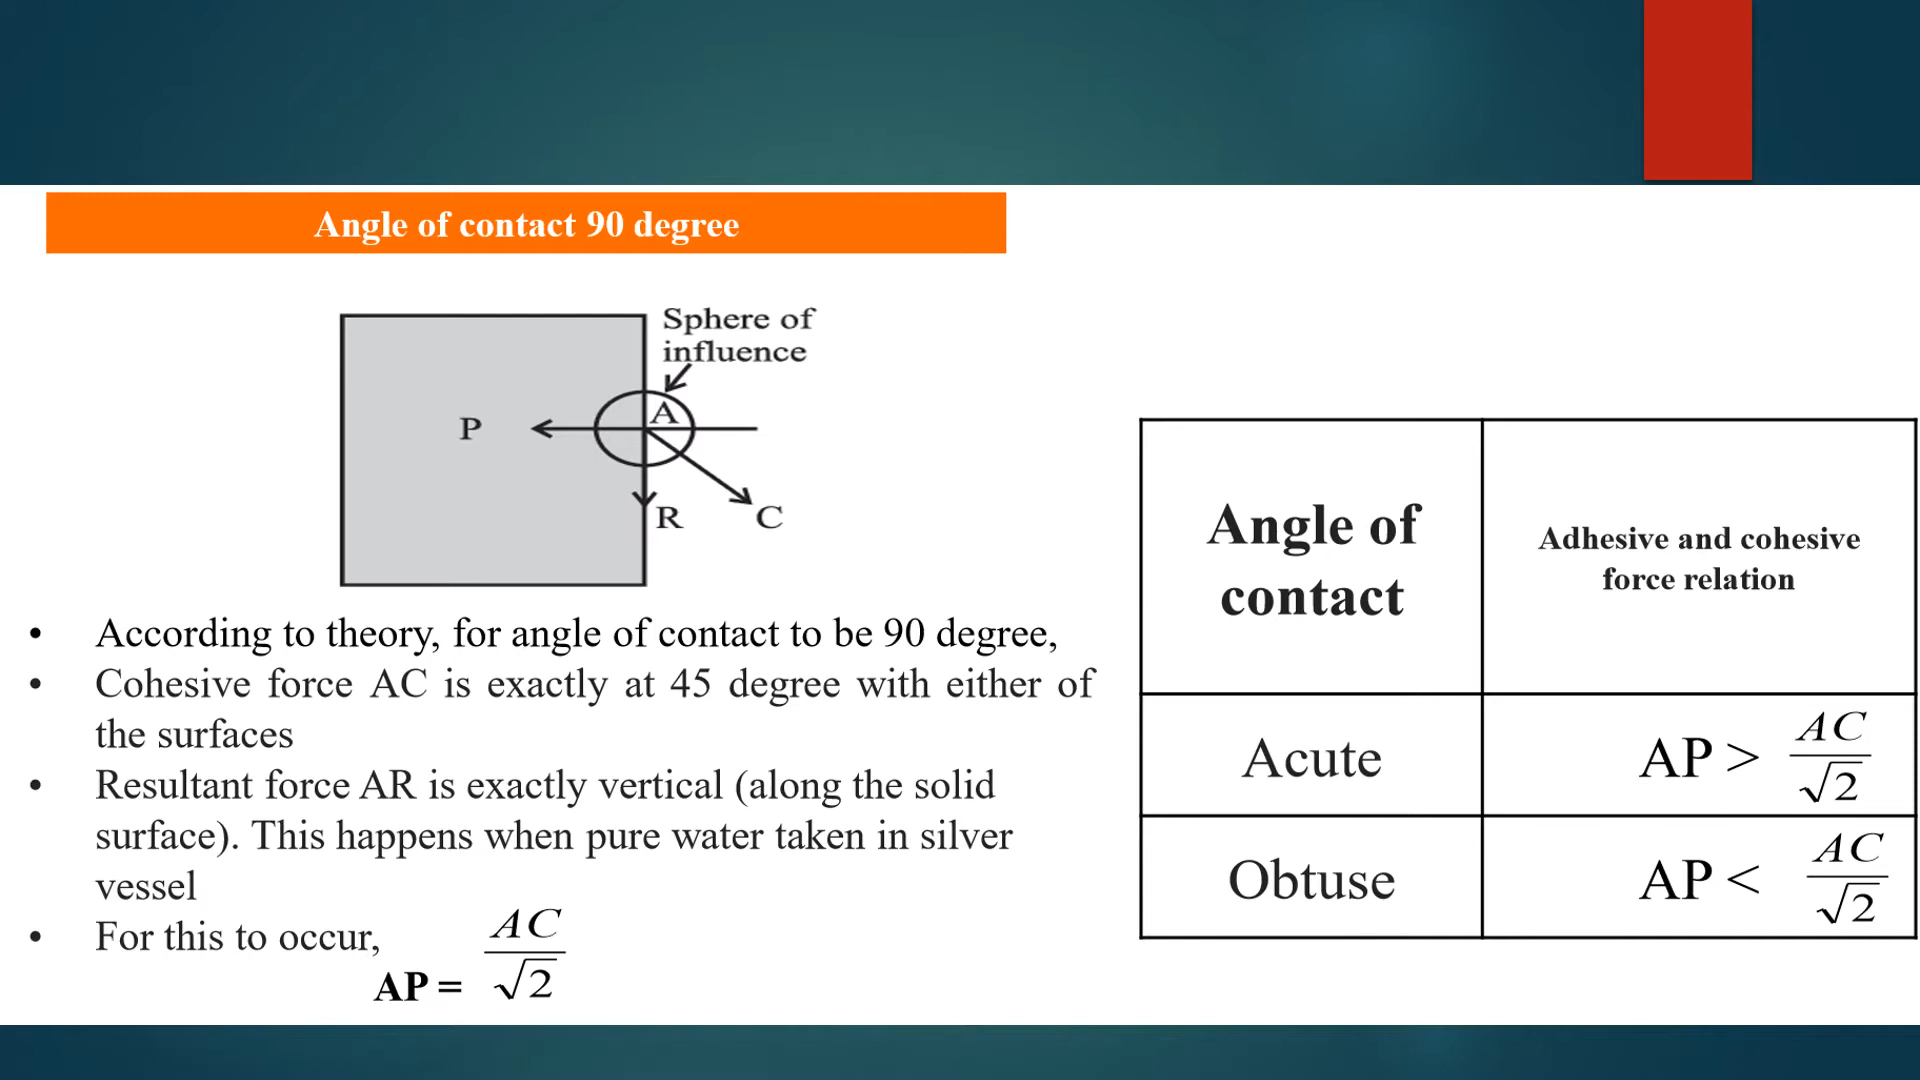 Angle of contact 90 degree
Sphere of
influence
A
P
R
C
• According to theory, for angle of contact to be 90 degree,
• Cohesive force AC is exactly at 45 degree with either of
the surfaces
• Resultant force AR is exactly vertical (along the solid
surface). This happens when pure water taken in silver
vessel
• For this to occur,
AP = AC/√2
Angle of
contact
Adhesive and cohesive
force relation
Acute
AP > AC/√2
Obtuse
AP < AC/√2